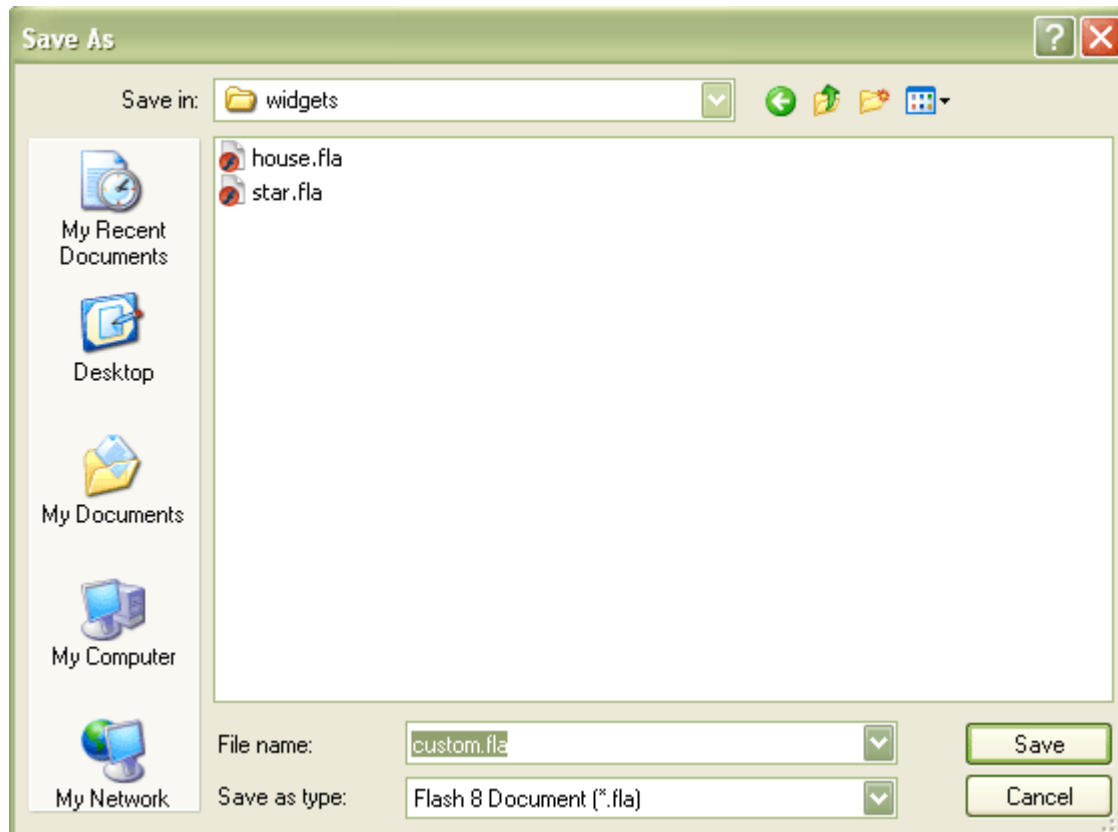 Save As
Save in: widgets
house.fla
star.fla
My Recent
Documents
Desktop
My Documents
My Computer
My Network
File name: custom.fla Save
Save as type: Flash 8 Document (*.fla) Cancel